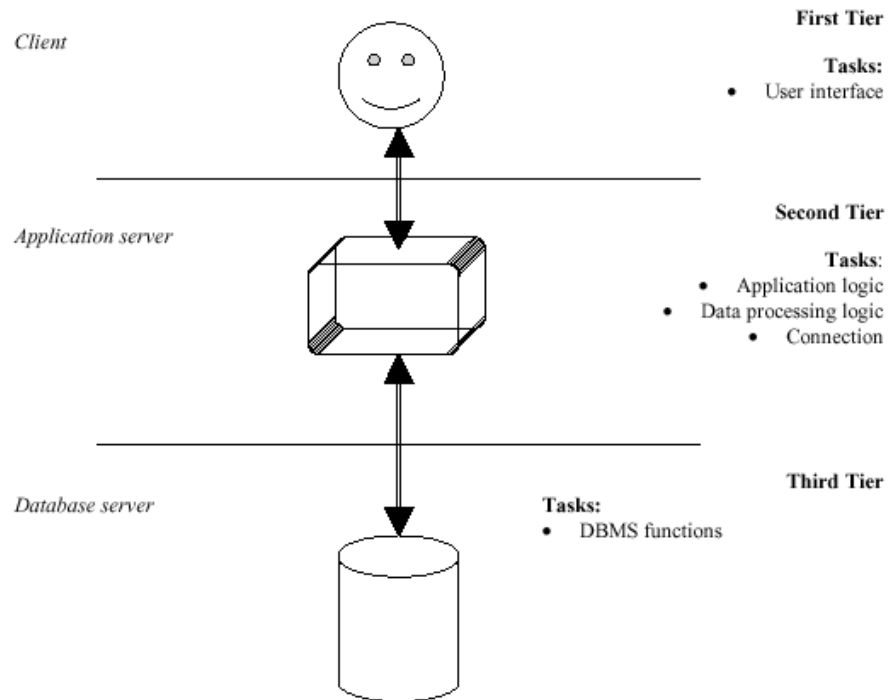 Client
First Tier
Tasks:
• User interface
Application server
Second Tier
Tasks:
• Application logic
• Data processing logic
• Connection
Database server
Third Tier
Tasks:
• DBMS functions